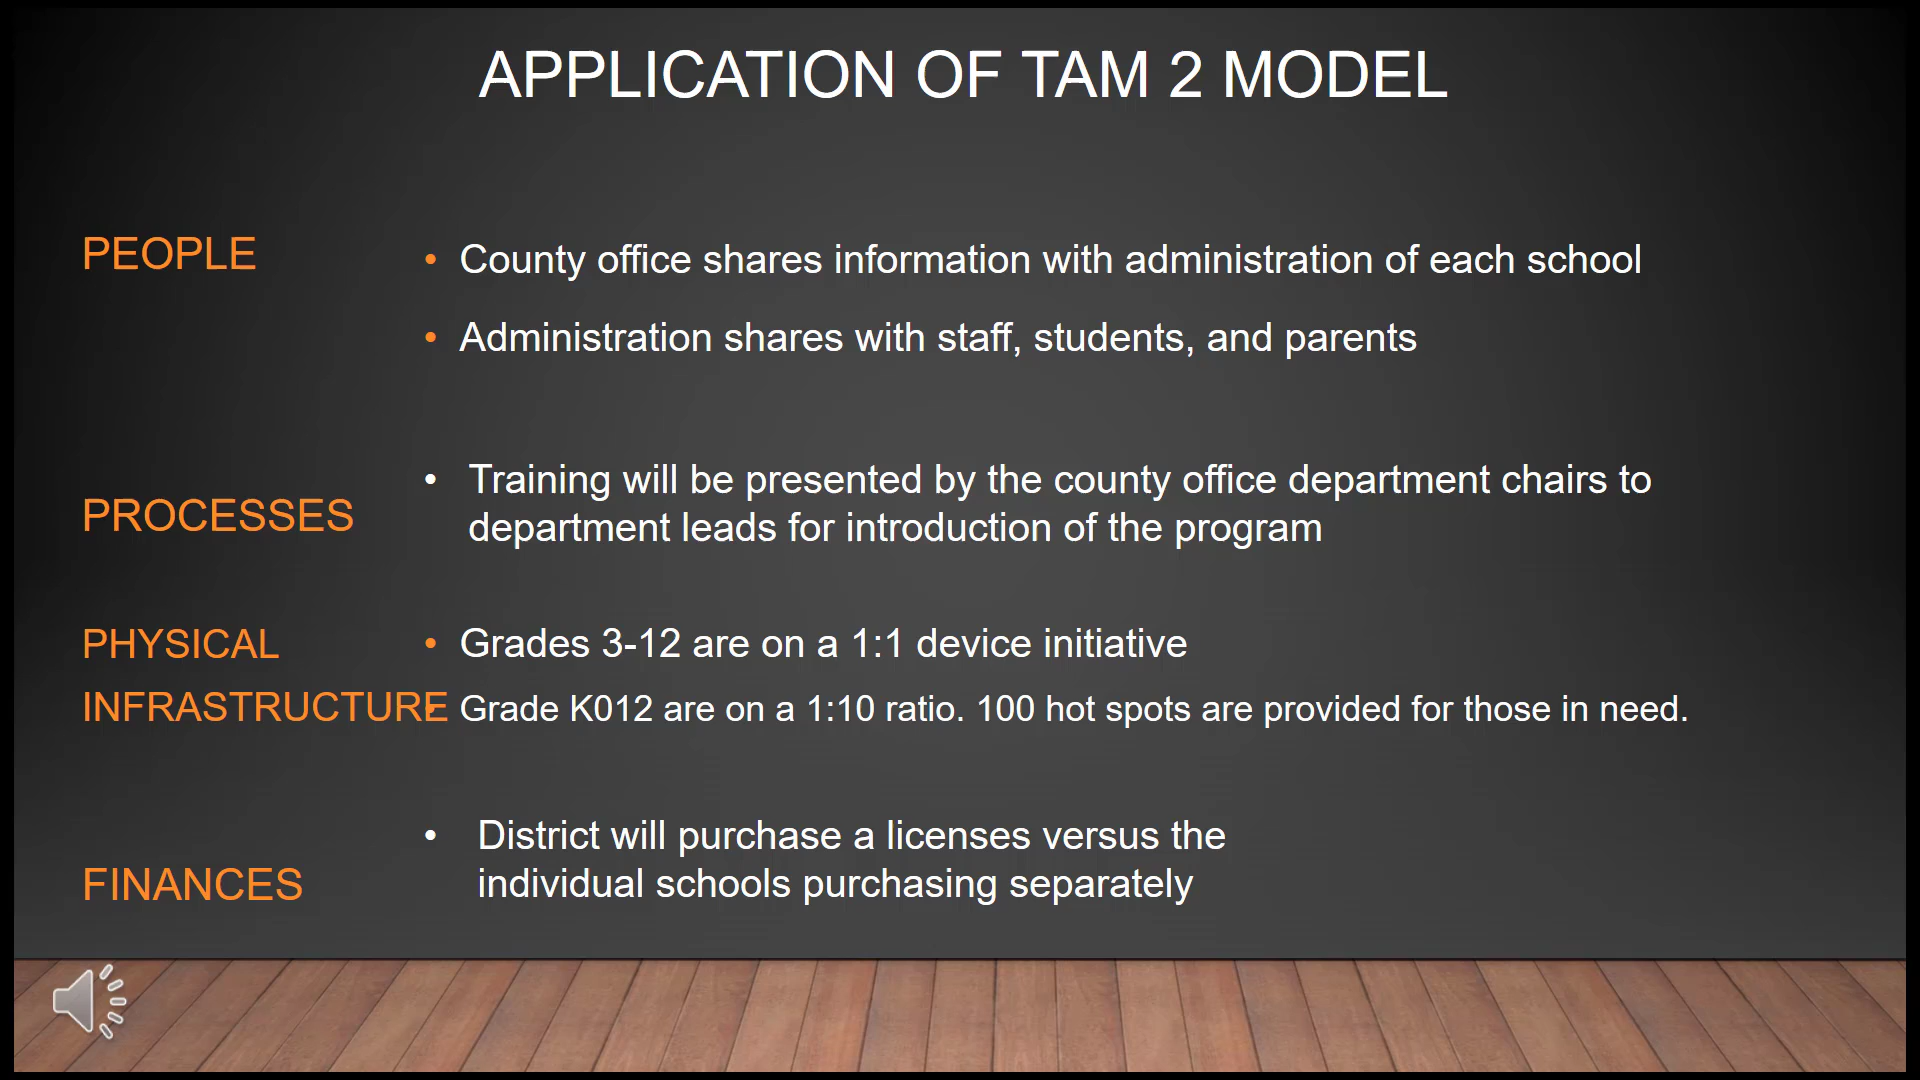 APPLICATION OF TAM 2 MODEL
PEOPLE
• County office shares information with administration of each school
• Administration shares with staff, students, and parents
PROCESSES
• Training will be presented by the county office department chairs to
department leads for introduction of the program
PHYSICAL
INFRASTRUCTURE
• Grades 3-12 are on a 1:1 device initiative
• Grade K012 are on a 1:10 ratio. 100 hot spots are provided for those in need.
FINANCES
• District will purchase a licenses versus the
individual schools purchasing separately